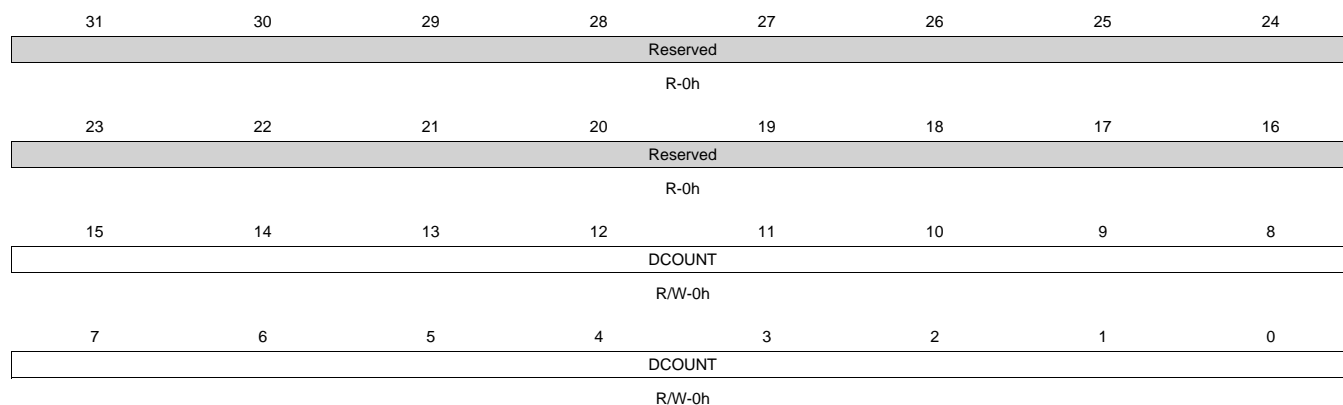 31 30 29 28 27 26 25 24
Reserved
R-0h
23 22 21 20 19 18 17 16
Reserved
R-0h
15 14 13 12 11 10 9 8
DCOUNT
R/W-0h
7 6 5 4 3 2 1 0
DCOUNT
R/W-0h